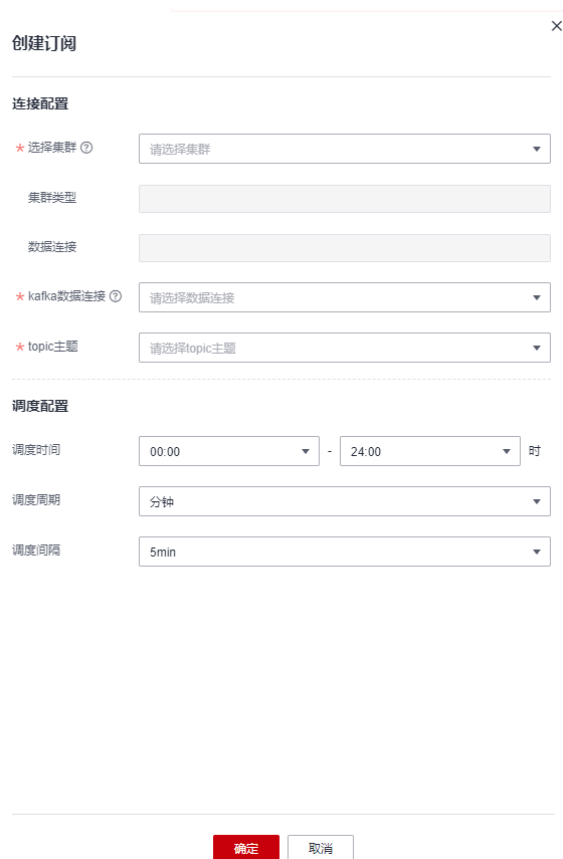 创建订阅
连接配置
* 选择集群 ? 请选择集群
集群类型
数据连接
* kafka数据连接 ? 请选择数据连接
* topic主题 请选择topic主题
调度配置
调度时间 00:00 - 24:00 时
调度周期 分钟
调度间隔 5min
确定 取消